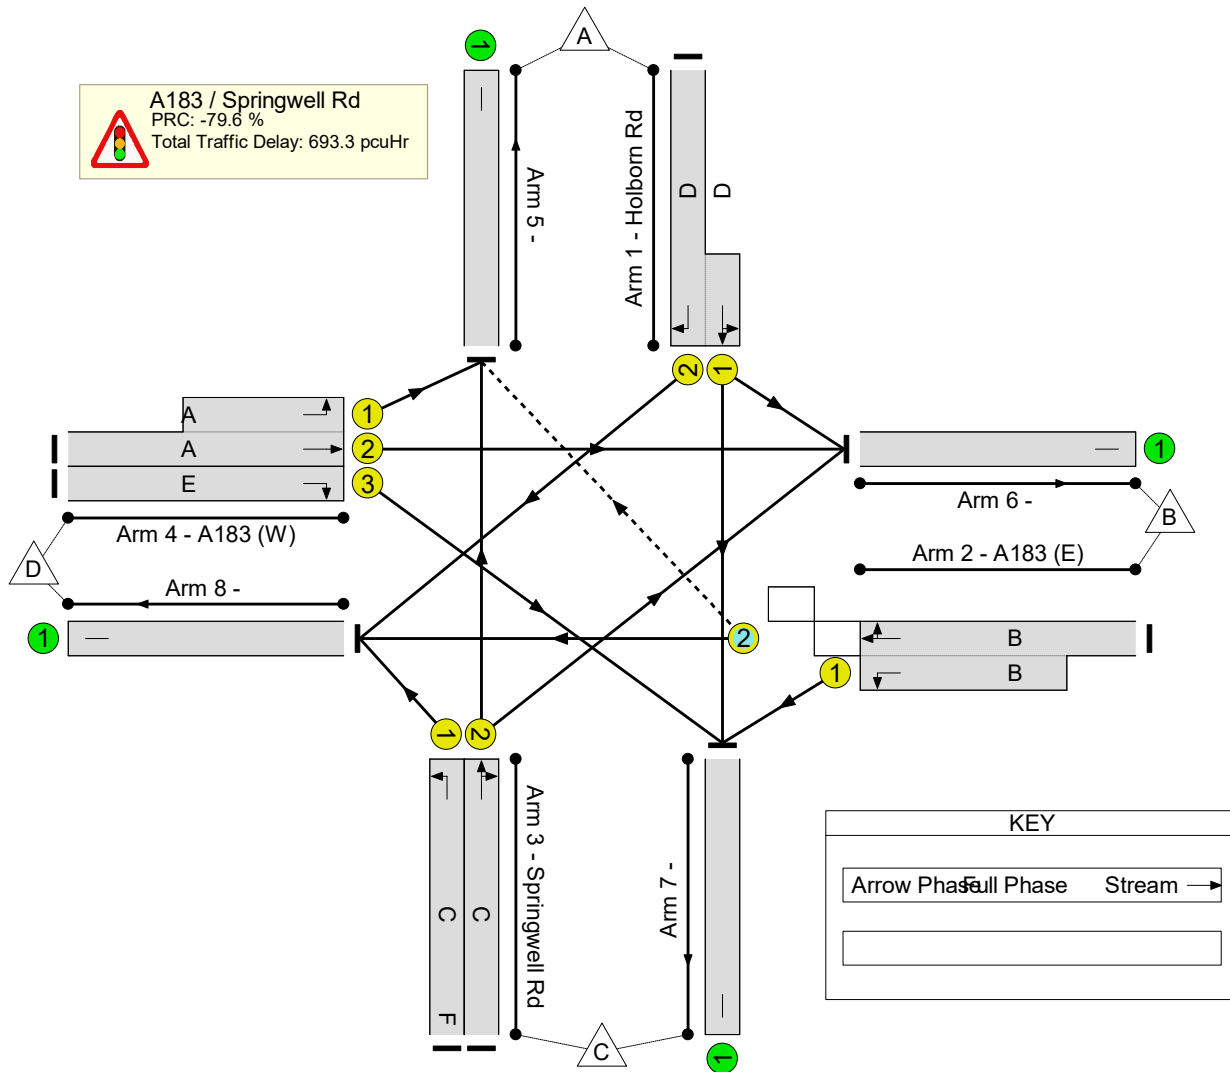 1
A
A183 / Springwell Rd
PRC: -79.6 %
Total Traffic Delay: 693.3 pcuHr
Arm 5 -
Arm 1 - Holborn Rd
D
D
2
1
A
1
A
2
E
3
Arm 4 - A183 (W)
D
Arm 8 -
1
1
Arm 6 -
B
Arm 2 - A183 (E)
2
B
1
B
1
2
C
C
F
Arm 3 - Springwell Rd
Arm 7 -
C
1
KEY
Arrow Phase
Full Phase
Stream